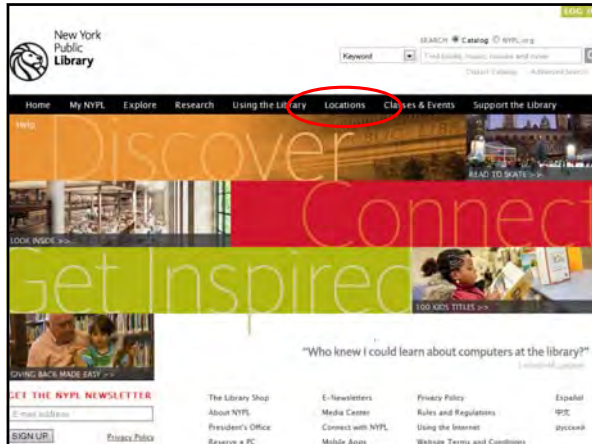 LOG IN
New York
Public
Library
SEARCH Catalog NYPL.org
Keyword
Find books, music, movies and more
Classic Catalog Advanced Search
Home My NYPL Explore Research Using the Library Locations Classes & Events Support the Library
Help
Discover
READ TO SKATE >>
Connect
LOOK INSIDE >>
Get Inspired
100 KIDS TITLES >>
GIVING BACK MADE EASY >>
"Who knew I could learn about computers at the library?"
GET THE NYPL NEWSLETTER
E-mail address
SIGN UP Privacy Policy
The Library Shop E-Newsletters Privacy Policy Español
About NYPL Media Center Rules and Regulations 中文
President's Office Connect with NYPL Using the Internet русский
Reserve a PC Mobile Apps Website Terms and Conditions